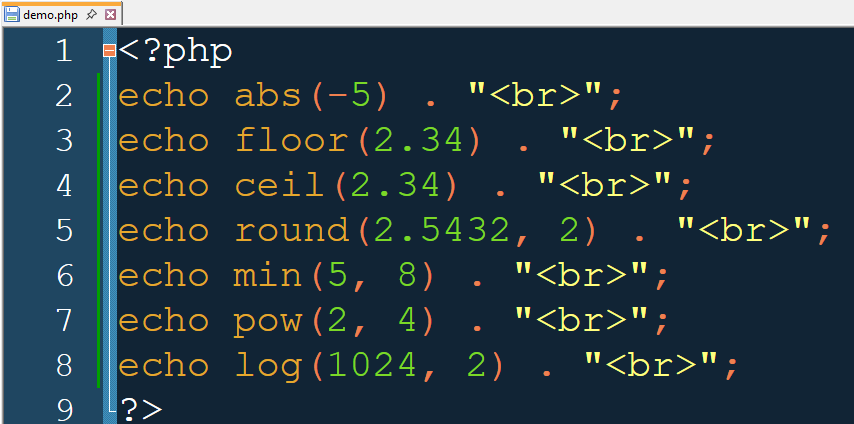 demo.php
1 <?php
2 echo abs(-5) . "<br>";
3 echo floor(2.34) . "<br>";
4 echo ceil(2.34) . "<br>";
5 echo round(2.5432, 2) . "<br>";
6 echo min(5, 8) . "<br>";
7 echo pow(2, 4) . "<br>";
8 echo log(1024, 2) . "<br>";
9 ?>